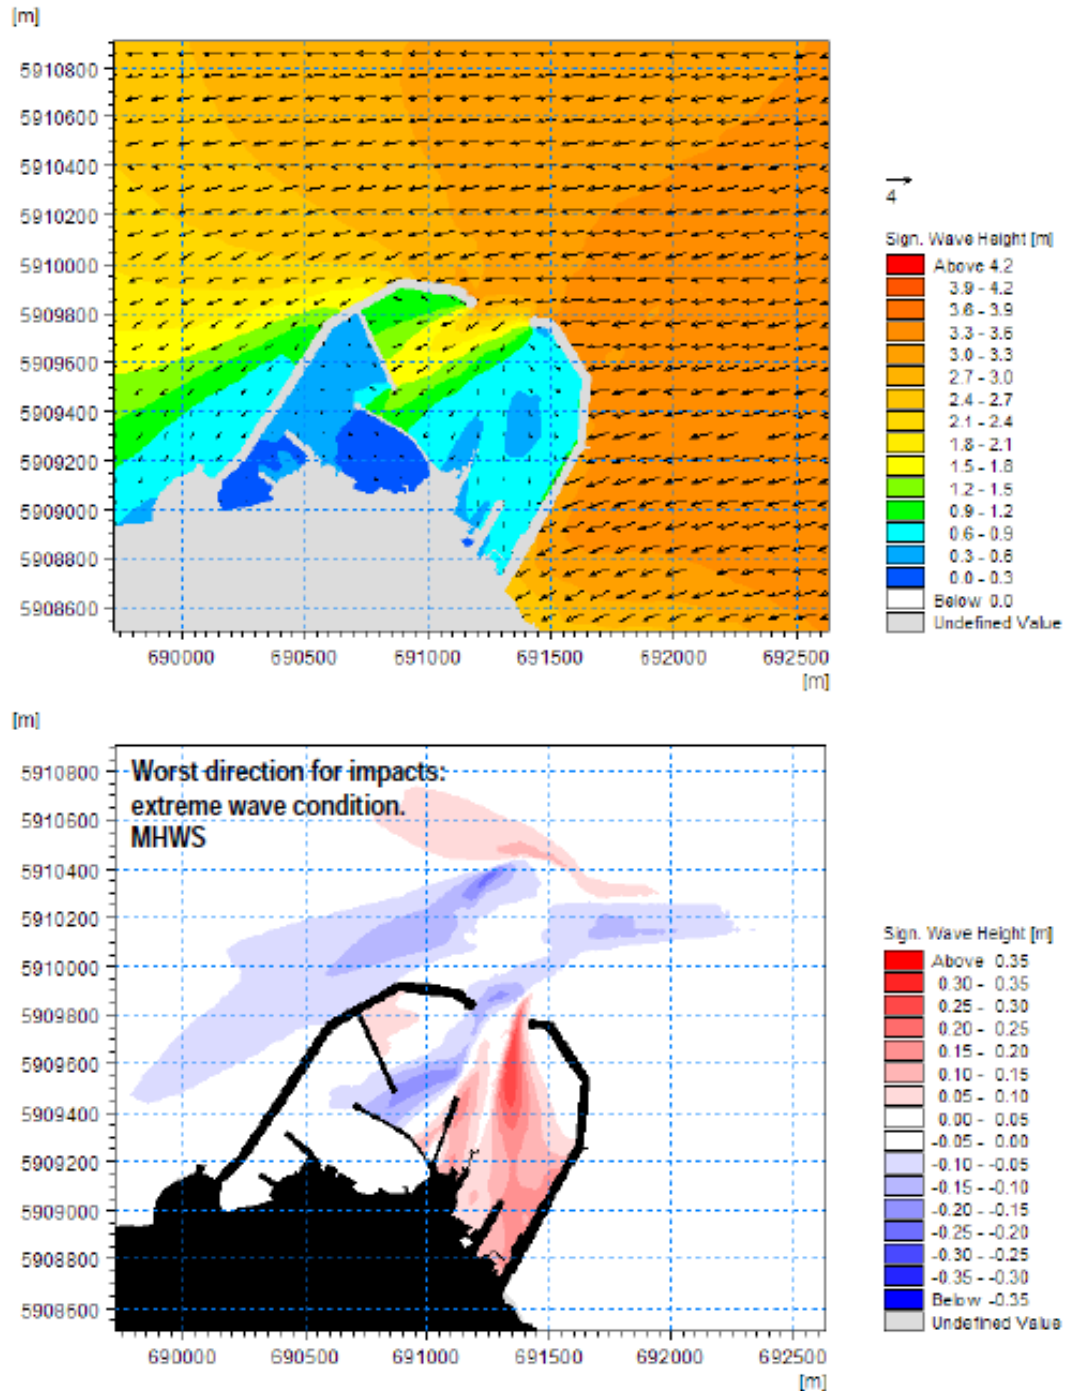 [m]
5910800
5910600
5910400
5910200
5910000
5909800
5909600
5909400
5909200
5909000
5908800
5908600
690000 690500 691000 691500 692000 692500
[m]
4
Sign. Wave Height [m]
Above 4.2
3.9 - 4.2
3.6 - 3.9
3.3 - 3.6
3.0 - 3.3
2.7 - 3.0
2.4 - 2.7
2.1 - 2.4
1.8 - 2.1
1.5 - 1.8
1.2 - 1.5
0.9 - 1.2
0.6 - 0.9
0.3 - 0.6
0.0 - 0.3
Below 0.0
Undefined Value
[m]
Worst direction for impacts:
extreme wave condition.
MHWS
5910800
5910600
5910400
5910200
5910000
5909800
5909600
5909400
5909200
5909000
5908800
5908600
690000 690500 691000 691500 692000 692500
[m]
Sign. Wave Height [m]
Above 0.35
0.30 - 0.35
0.25 - 0.30
0.20 - 0.25
0.15 - 0.20
0.10 - 0.15
0.05 - 0.10
0.00 - 0.05
-0.05 - 0.00
-0.10 - -0.05
-0.15 - -0.10
-0.20 - -0.15
-0.25 - -0.20
-0.30 - -0.25
-0.35 - -0.30
Below -0.35
Undefined Value